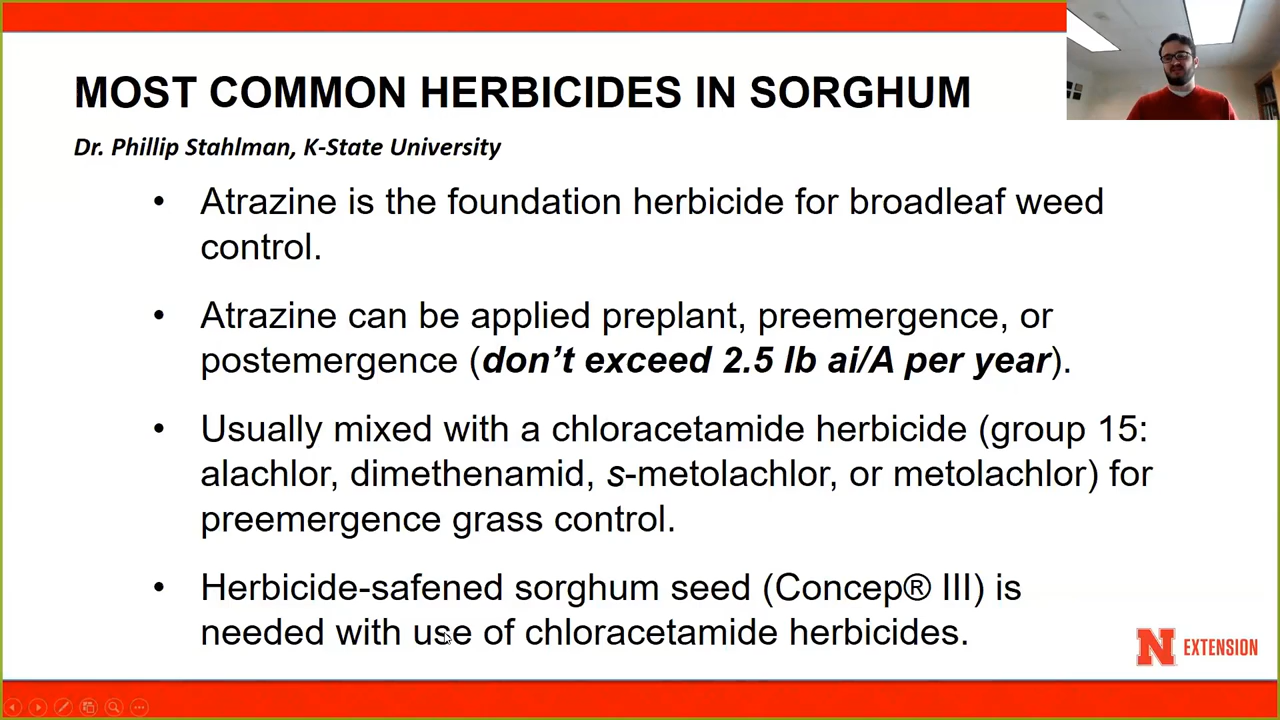 MOST COMMON HERBICIDES IN SORGHUM
Dr. Phillip Stahlman, K-State University
• Atrazine is the foundation herbicide for broadleaf weed
control.
• Atrazine can be applied preplant, preemergence, or
postemergence (don’t exceed 2.5 lb ai/A per year).
• Usually mixed with a chloracetamide herbicide (group 15:
alachlor, dimethenamid, s-metolachlor, or metolachlor) for
preemergence grass control.
• Herbicide-safened sorghum seed (Concep® III) is
needed with use of chloracetamide herbicides.
N EXTENSION